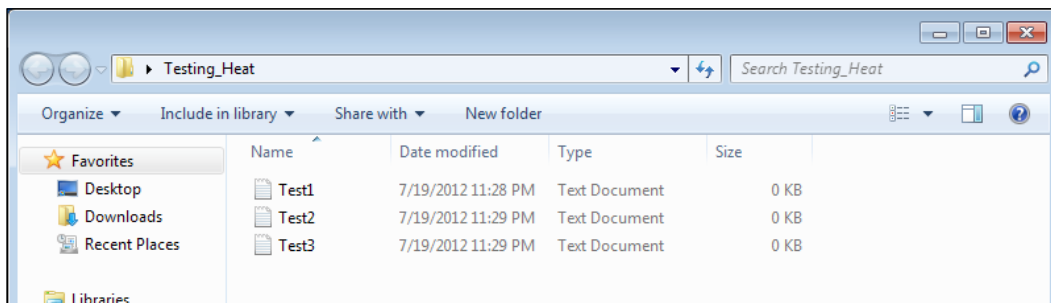 Testing_Heat
Search Testing_Heat
Organize Include in library Share with New folder
Favorites
Desktop
Downloads
Recent Places
Libraries
Name Date modified Type Size
Test1 7/19/2012 11:28 PM Text Document 0 KB
Test2 7/19/2012 11:29 PM Text Document 0 KB
Test3 7/19/2012 11:29 PM Text Document 0 KB